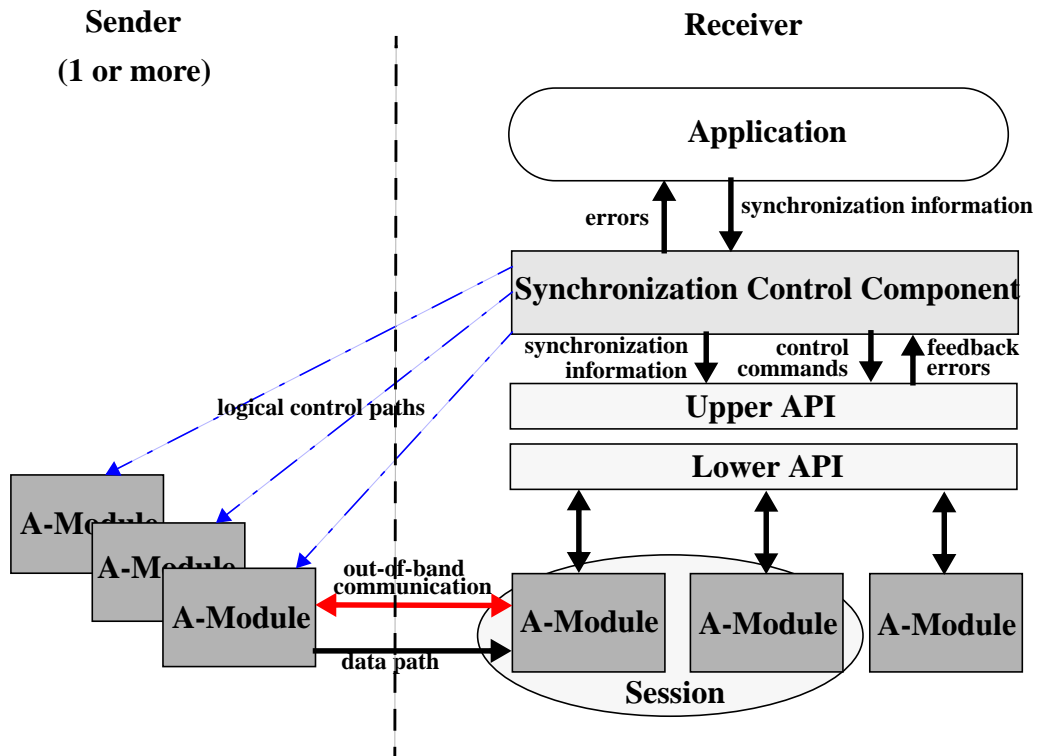 Sender
(1 or more)
Receiver
Application
errors
synchronization information
Synchronization Control Component
synchronization
information
control
commands
feedback
errors
Upper API
logical control paths
Lower API
A-Module
A-Module
A-Module
out-of-band
communication
data path
A-Module
A-Module
A-Module
Session